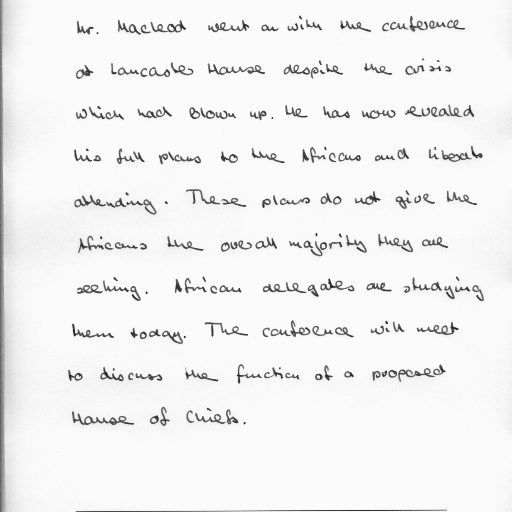 Mr. Macleod went on with the conference
at Lancaster House despite the crisis
which had blown up. He has now revealed
his full plans to the Africans and liberals
attending. These plans do not give the
Africans the overall majority they are
seeking. African delegates are studying
them today. The conference will meet
to discuss the function of a proposed
House of Chiefs.